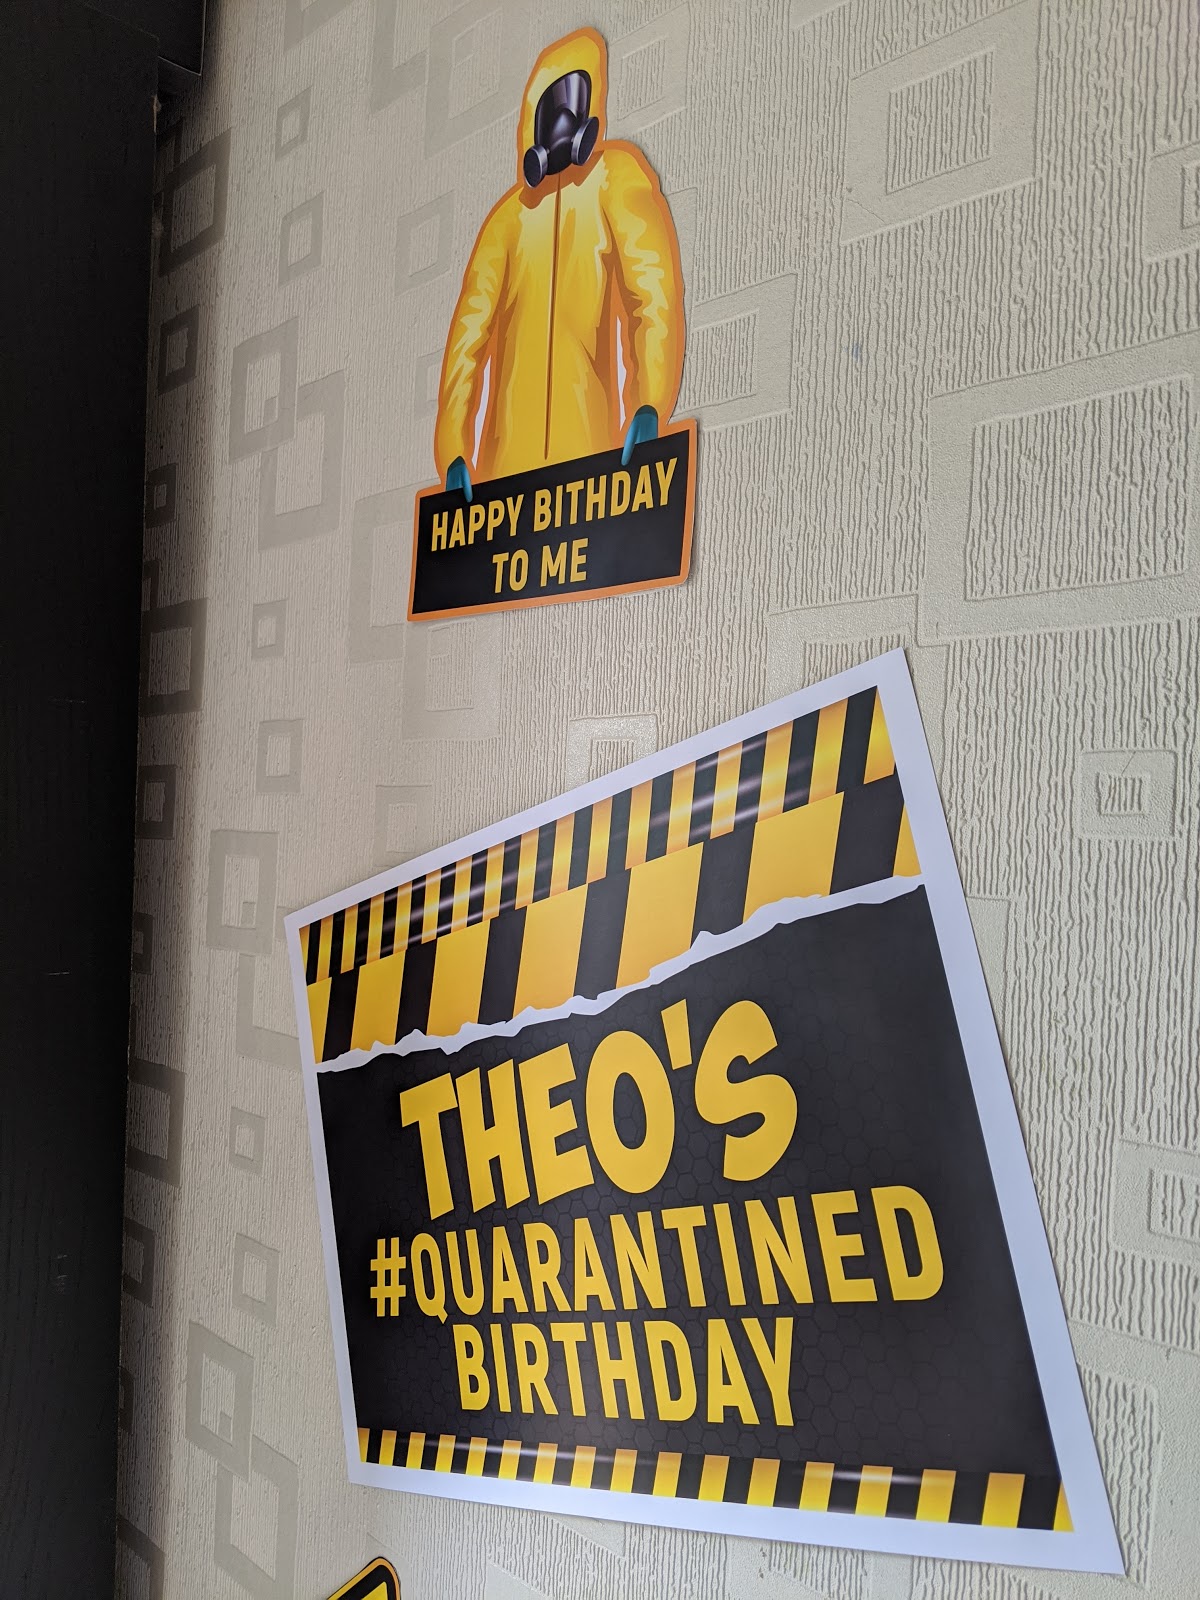 HAPPY BITHDAY
TO ME
THEO'S
#QUARANTINED
BIRTHDAY